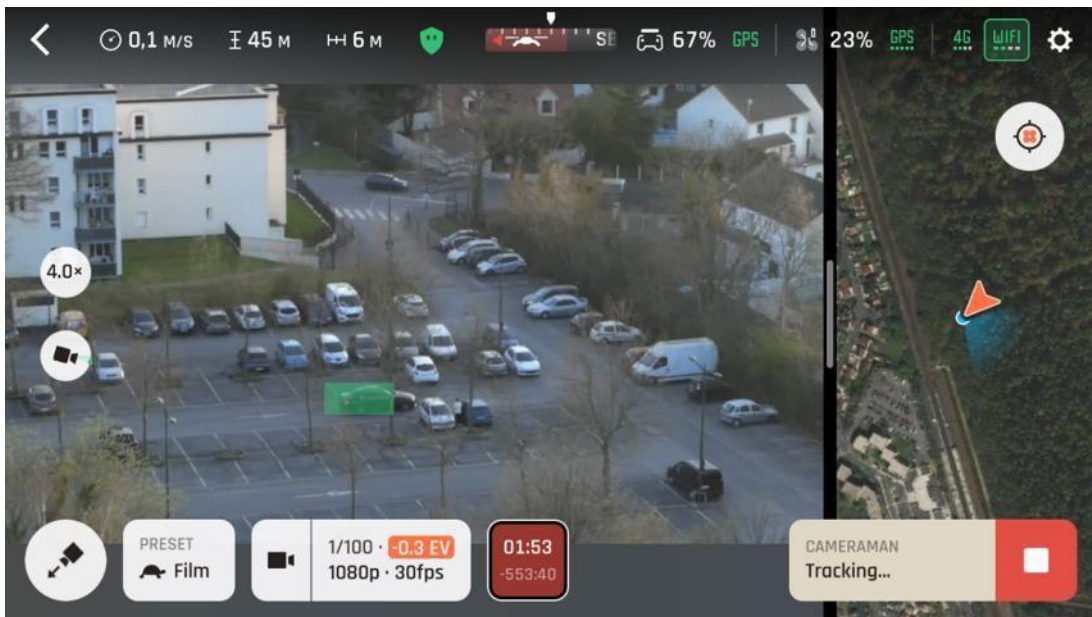 0,1 M/S
45 M
6 M
SE
67% GPS
23% GPS
4G
WIFI
4.0×
PRESET
Film
1/100 · -0.3 EV
1080p · 30fps
01:53
-553:40
CAMERAMAN
Tracking...